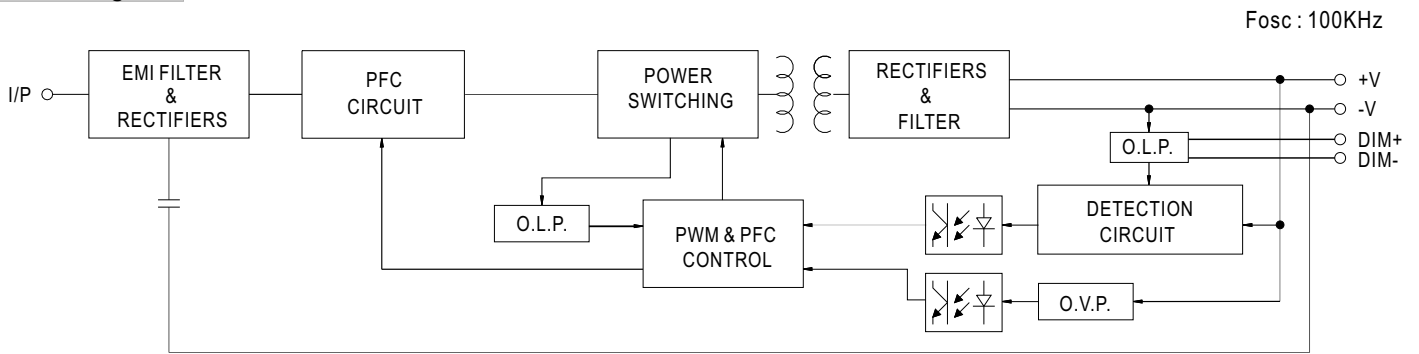 Fosc : 100KHz
I/P
EMI FILTER
&
RECTIFIERS
PFC
CIRCUIT
POWER
SWITCHING
RECTIFIERS
&
FILTER
+V
-V
DIM+
DIM-
O.L.P.
O.L.P.
PWM & PFC
CONTROL
DETECTION
CIRCUIT
O.V.P.